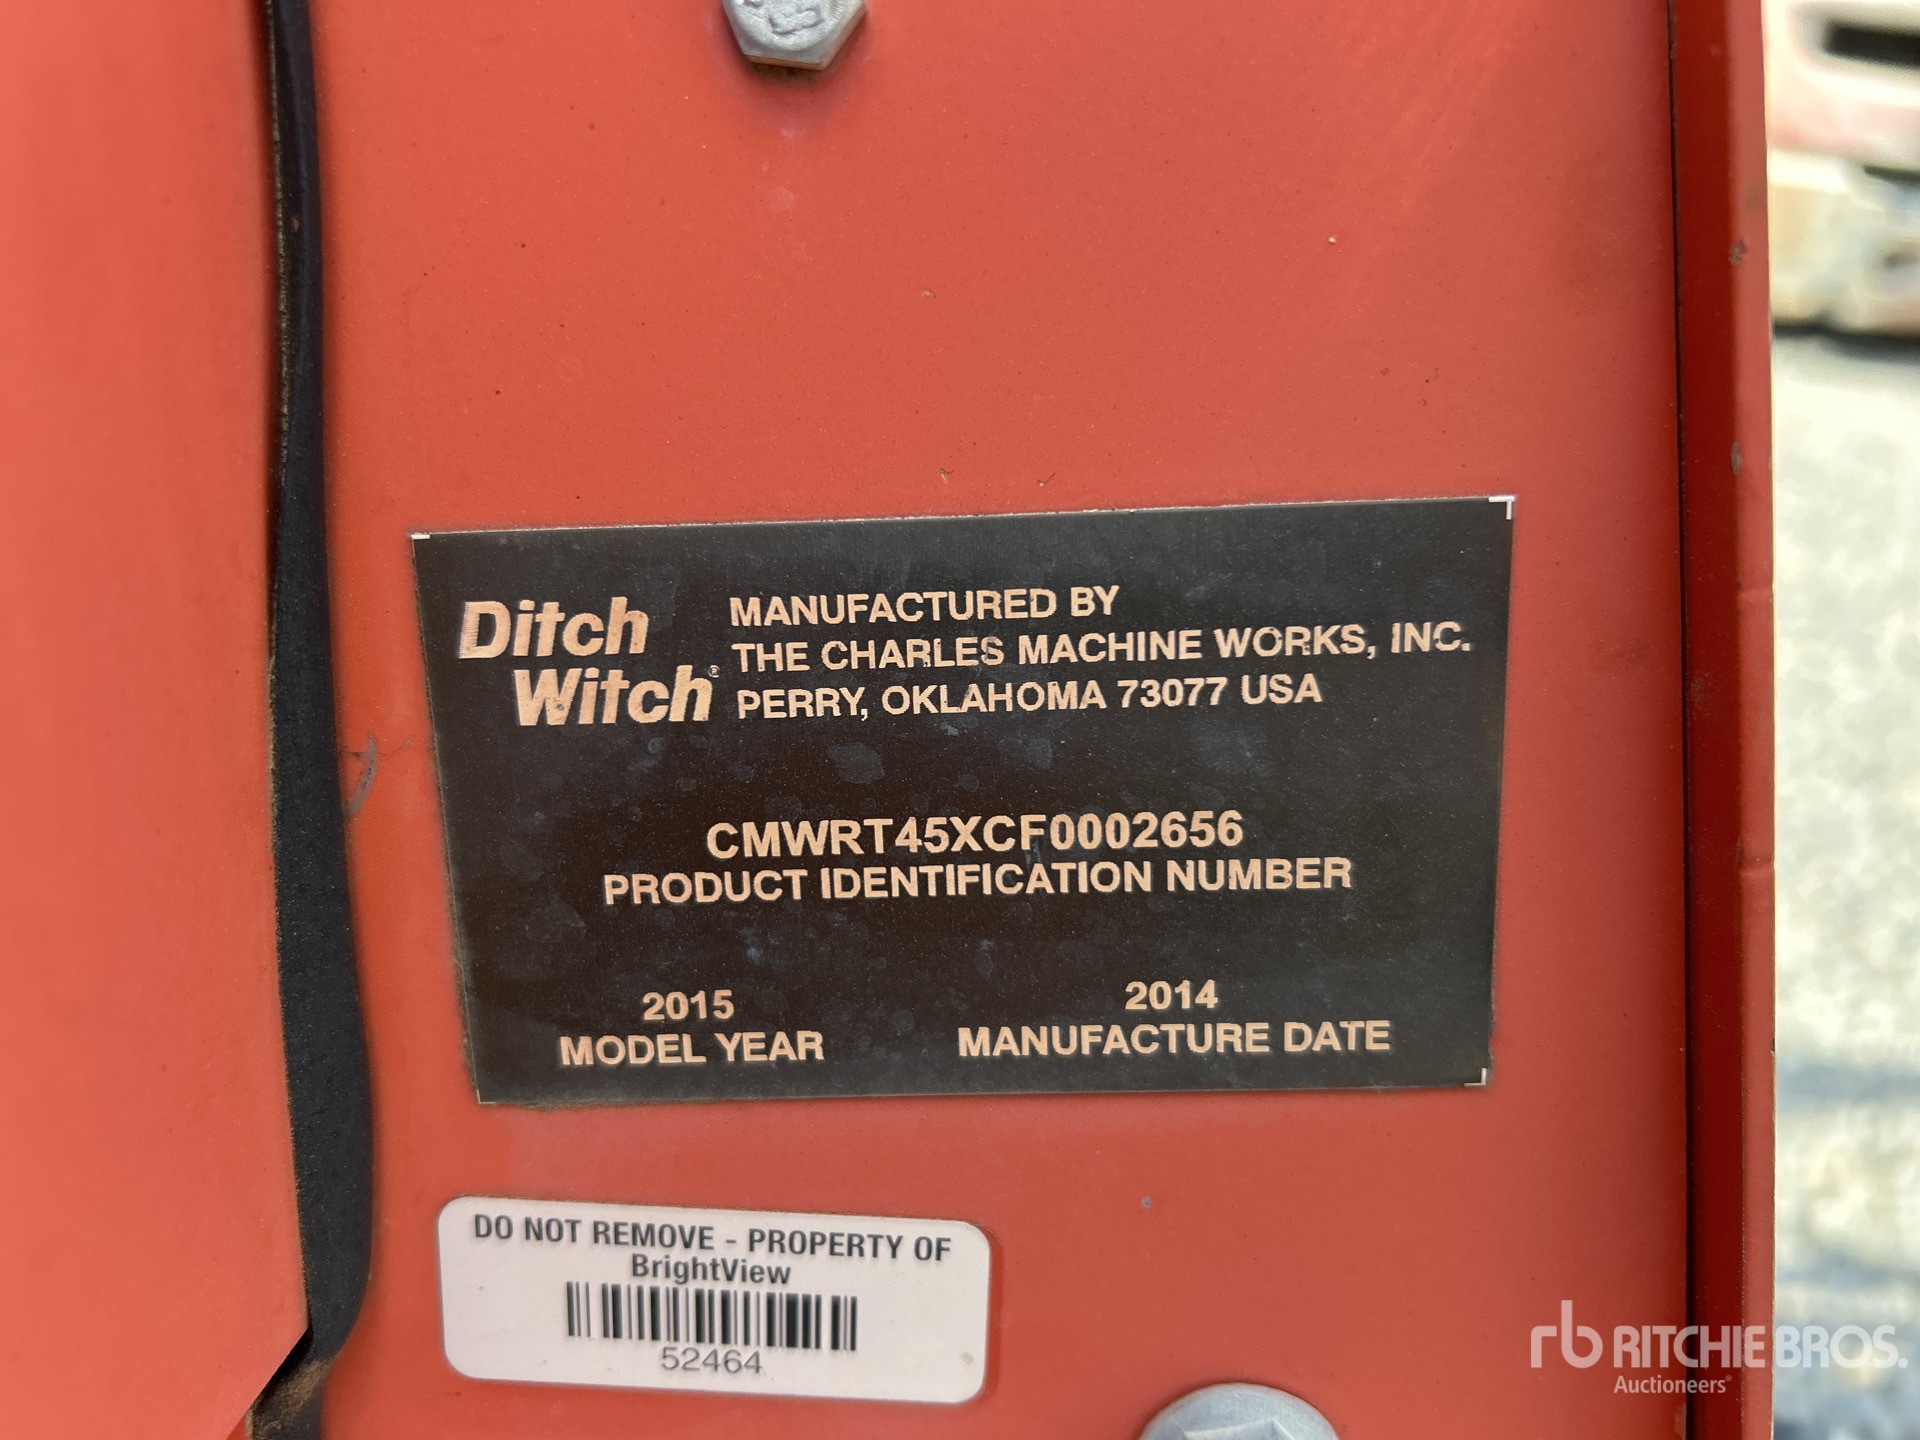 Ditch
Witch®
MANUFACTURED BY
THE CHARLES MACHINE WORKS, INC.
PERRY, OKLAHOMA 73077 USA
CMWRT45XCF0002656
PRODUCT IDENTIFICATION NUMBER
2015
MODEL YEAR
2014
MANUFACTURE DATE
DO NOT REMOVE - PROPERTY OF
BrightView
52464
rb RITCHIE BROS.
Auctioneers®